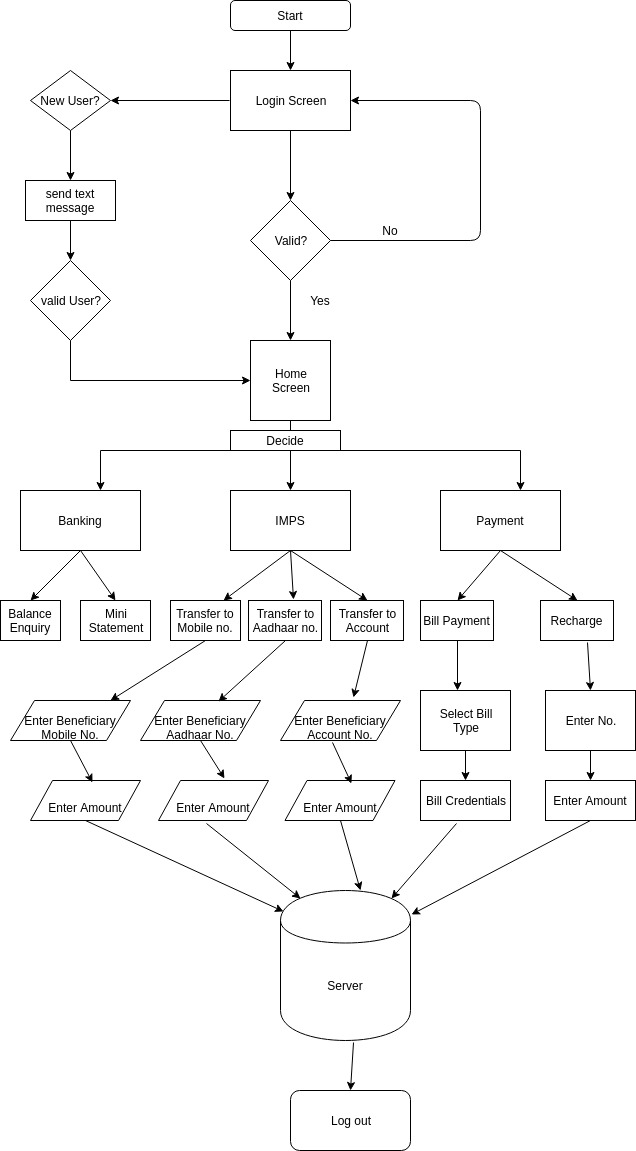 Start
New User?
Login Screen
send text
message
Valid?
No
valid User?
Yes
Home
Screen
Decide
Banking
IMPS
Payment
Balance
Enquiry
Mini
Statement
Transfer to
Mobile no.
Transfer to
Aadhaar no.
Transfer to
Account
Bill Payment
Recharge
Enter Beneficiary
Mobile No.
Enter Beneficiary
Aadhaar No.
Enter Beneficiary
Account No.
Select Bill
Type
Enter No.
Enter Amount
Enter Amount
Enter Amount
Bill Credentials
Enter Amount
Server
Log out